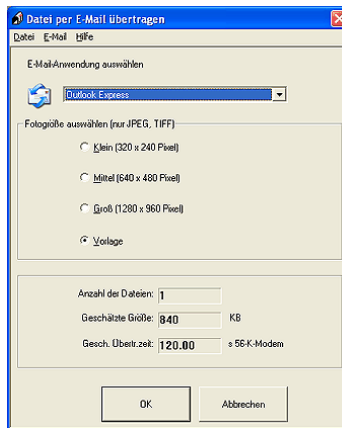 Datei per E-Mail übertragen
Datei E-Mail Hilfe
E-Mail-Anwendung auswählen
Outlook Express
Fotogröße auswählen (nur JPEG, TIFF)
Klein (320 x 240 Pixel)
Mittel (640 x 480 Pixel)
Groß (1280 x 960 Pixel)
Vorlage
Anzahl der Dateien: 1
Geschätzte Größe: 840 KB
Gesch. Übertr.zeit: 120.00 s 56-K-Modem
OK Abbrechen